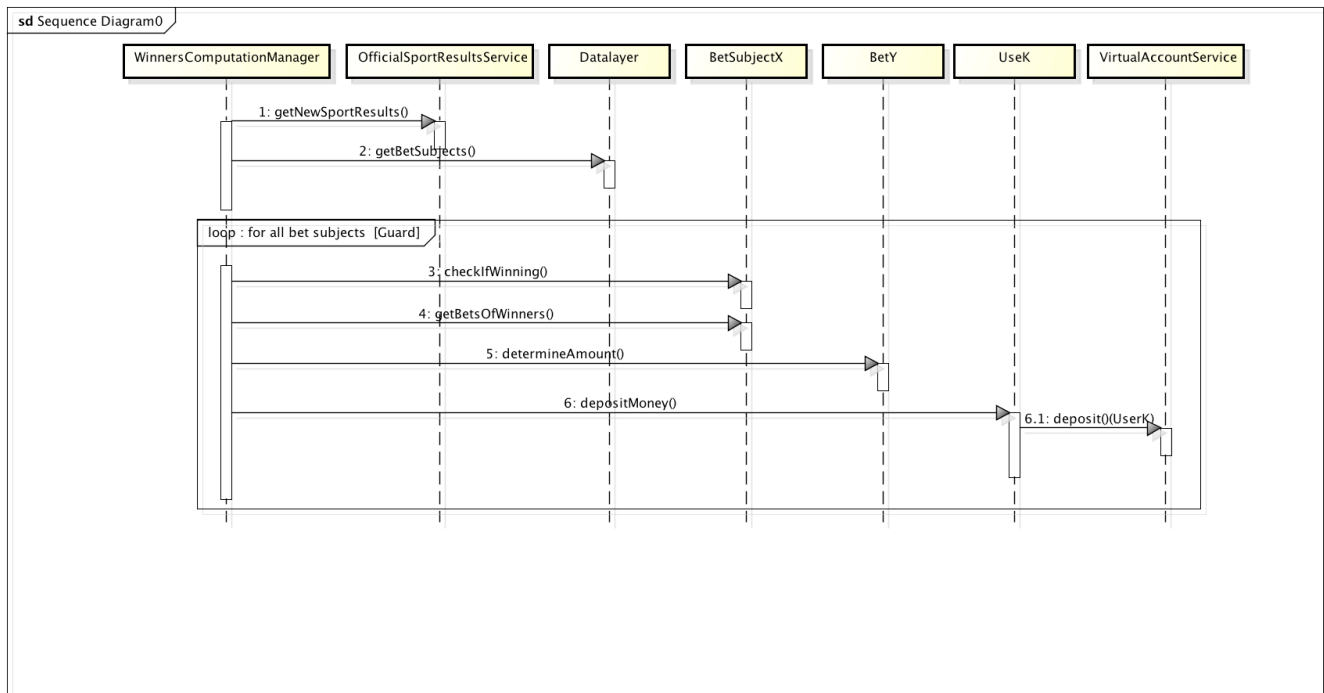 sd Sequence Diagram()
WinnersComputationManager
OfficialSportResultsService
Datalayer
BetSubjectX
BetY
UseK
VirtualAccountService
1: getNewSportResults()
2: getBetSubjects()
loop : for all bet subjects [Guard]
3: checkIfWinning()
4: getBetsOfWinners()
5: determineAmount()
6: depositMoney()
6.1: deposit()(UserK)